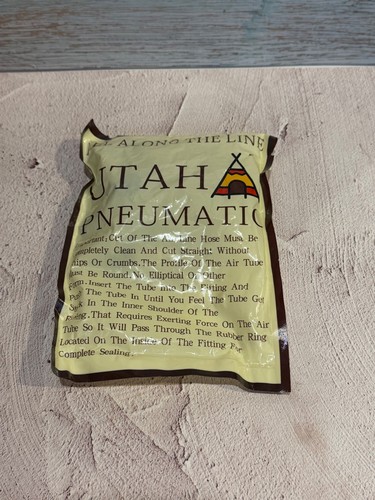 ALONG THE LINE
UTAH
PNEUMATIC
Cut Of The Air Line Hose Must Be
Completely Clean And Cut Straight Without
Or Crumbs. The Profile Of The Air Tube
Must Be Round, No Elliptical Or Other
Form. Insert The Tube Into The Fitting And
Push The Tube In Until You Feel The Tube Get
In The Inner Shoulder Of The
Fitting. That Requires Exerting Force On The Air
Tube So It Will Pass Through The Rubber Ring
Located On The Inside Of The Fitting For
Complete Sealing.